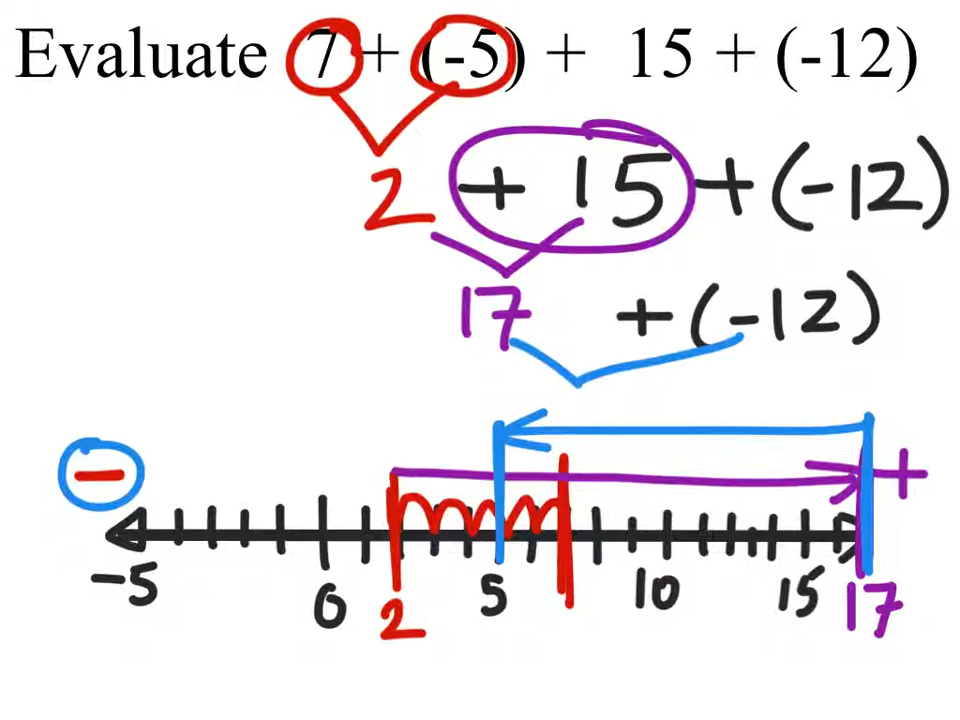 Evaluate 7 + (-5) + 15 + (-12)
2 + 15 + (-12)
17 + (-12)
− +
-5 0 2 5 10 15 17